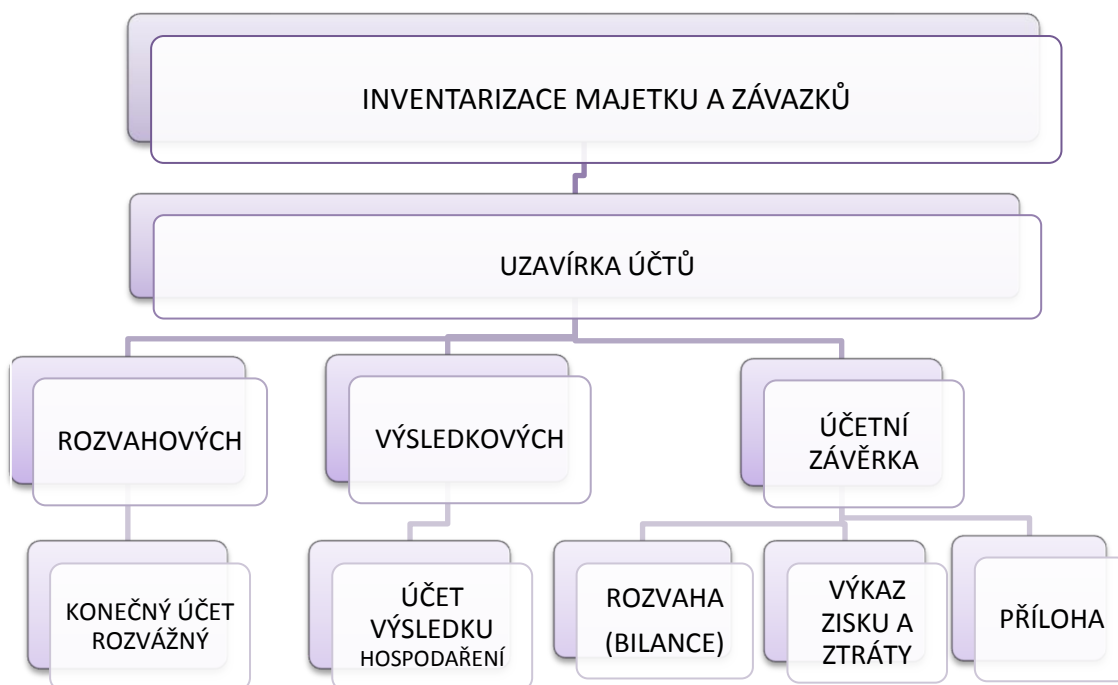 INVENTARIZACE MAJETKU A ZÁVAZKŮ
UZAVÍRKA ÚČTŮ
ROZVAHOVÝCH
VÝSLEDKOVÝCH
ÚČETNÍ
ZÁVĚRKA
KONEČNÝ ÚČET
ROZVÁŽNÝ
ÚČET
VÝSLEDKU
HOSPODAŘENÍ
ROZVAHA
(BILANCE)
VÝKAZ
ZISKU A
ZTRÁTY
PŘÍLOHA